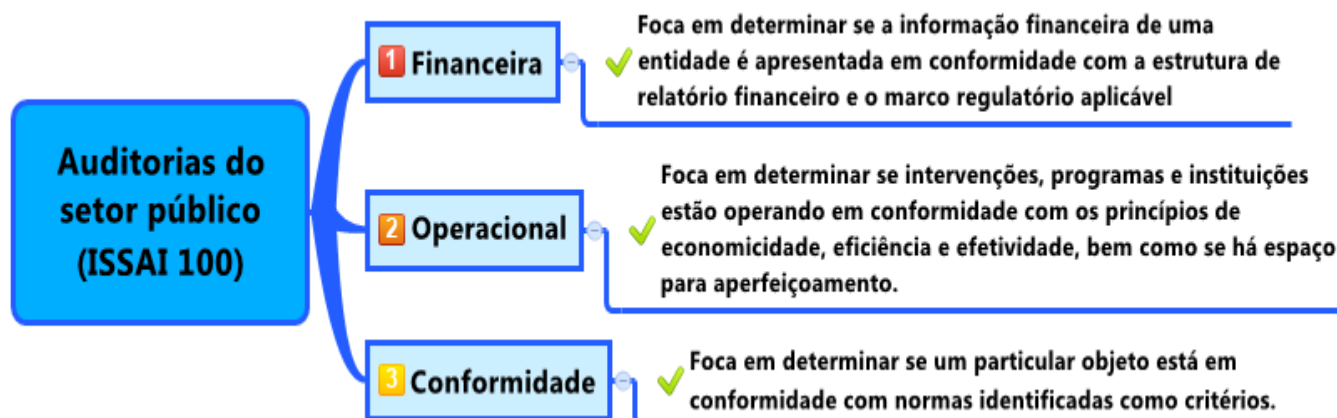 Auditorias do
setor público
(ISSAI 100)
1 Financeira
Foca em determinar se a informação financeira de uma
entidade é apresentada em conformidade com a estrutura de
relatório financeiro e o marco regulatório aplicável
2 Operacional
Foca em determinar se intervenções, programas e instituições
estão operando em conformidade com os princípios de
economicidade, eficiência e efetividade, bem como se há espaço
para aperfeiçoamento.
3 Conformidade
Foca em determinar se um particular objeto está em
conformidade com normas identificadas como critérios.